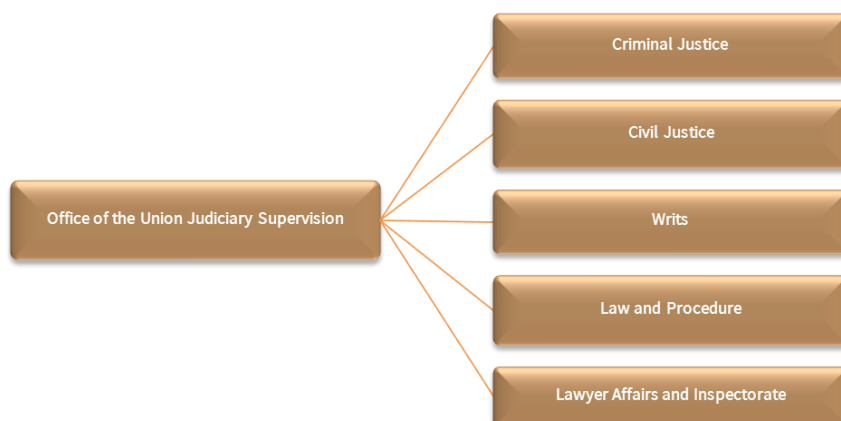 Criminal Justice
Civil Justice
Office of the Union Judiciary Supervision
Writs
Law and Procedure
Lawyer Affairs and Inspectorate